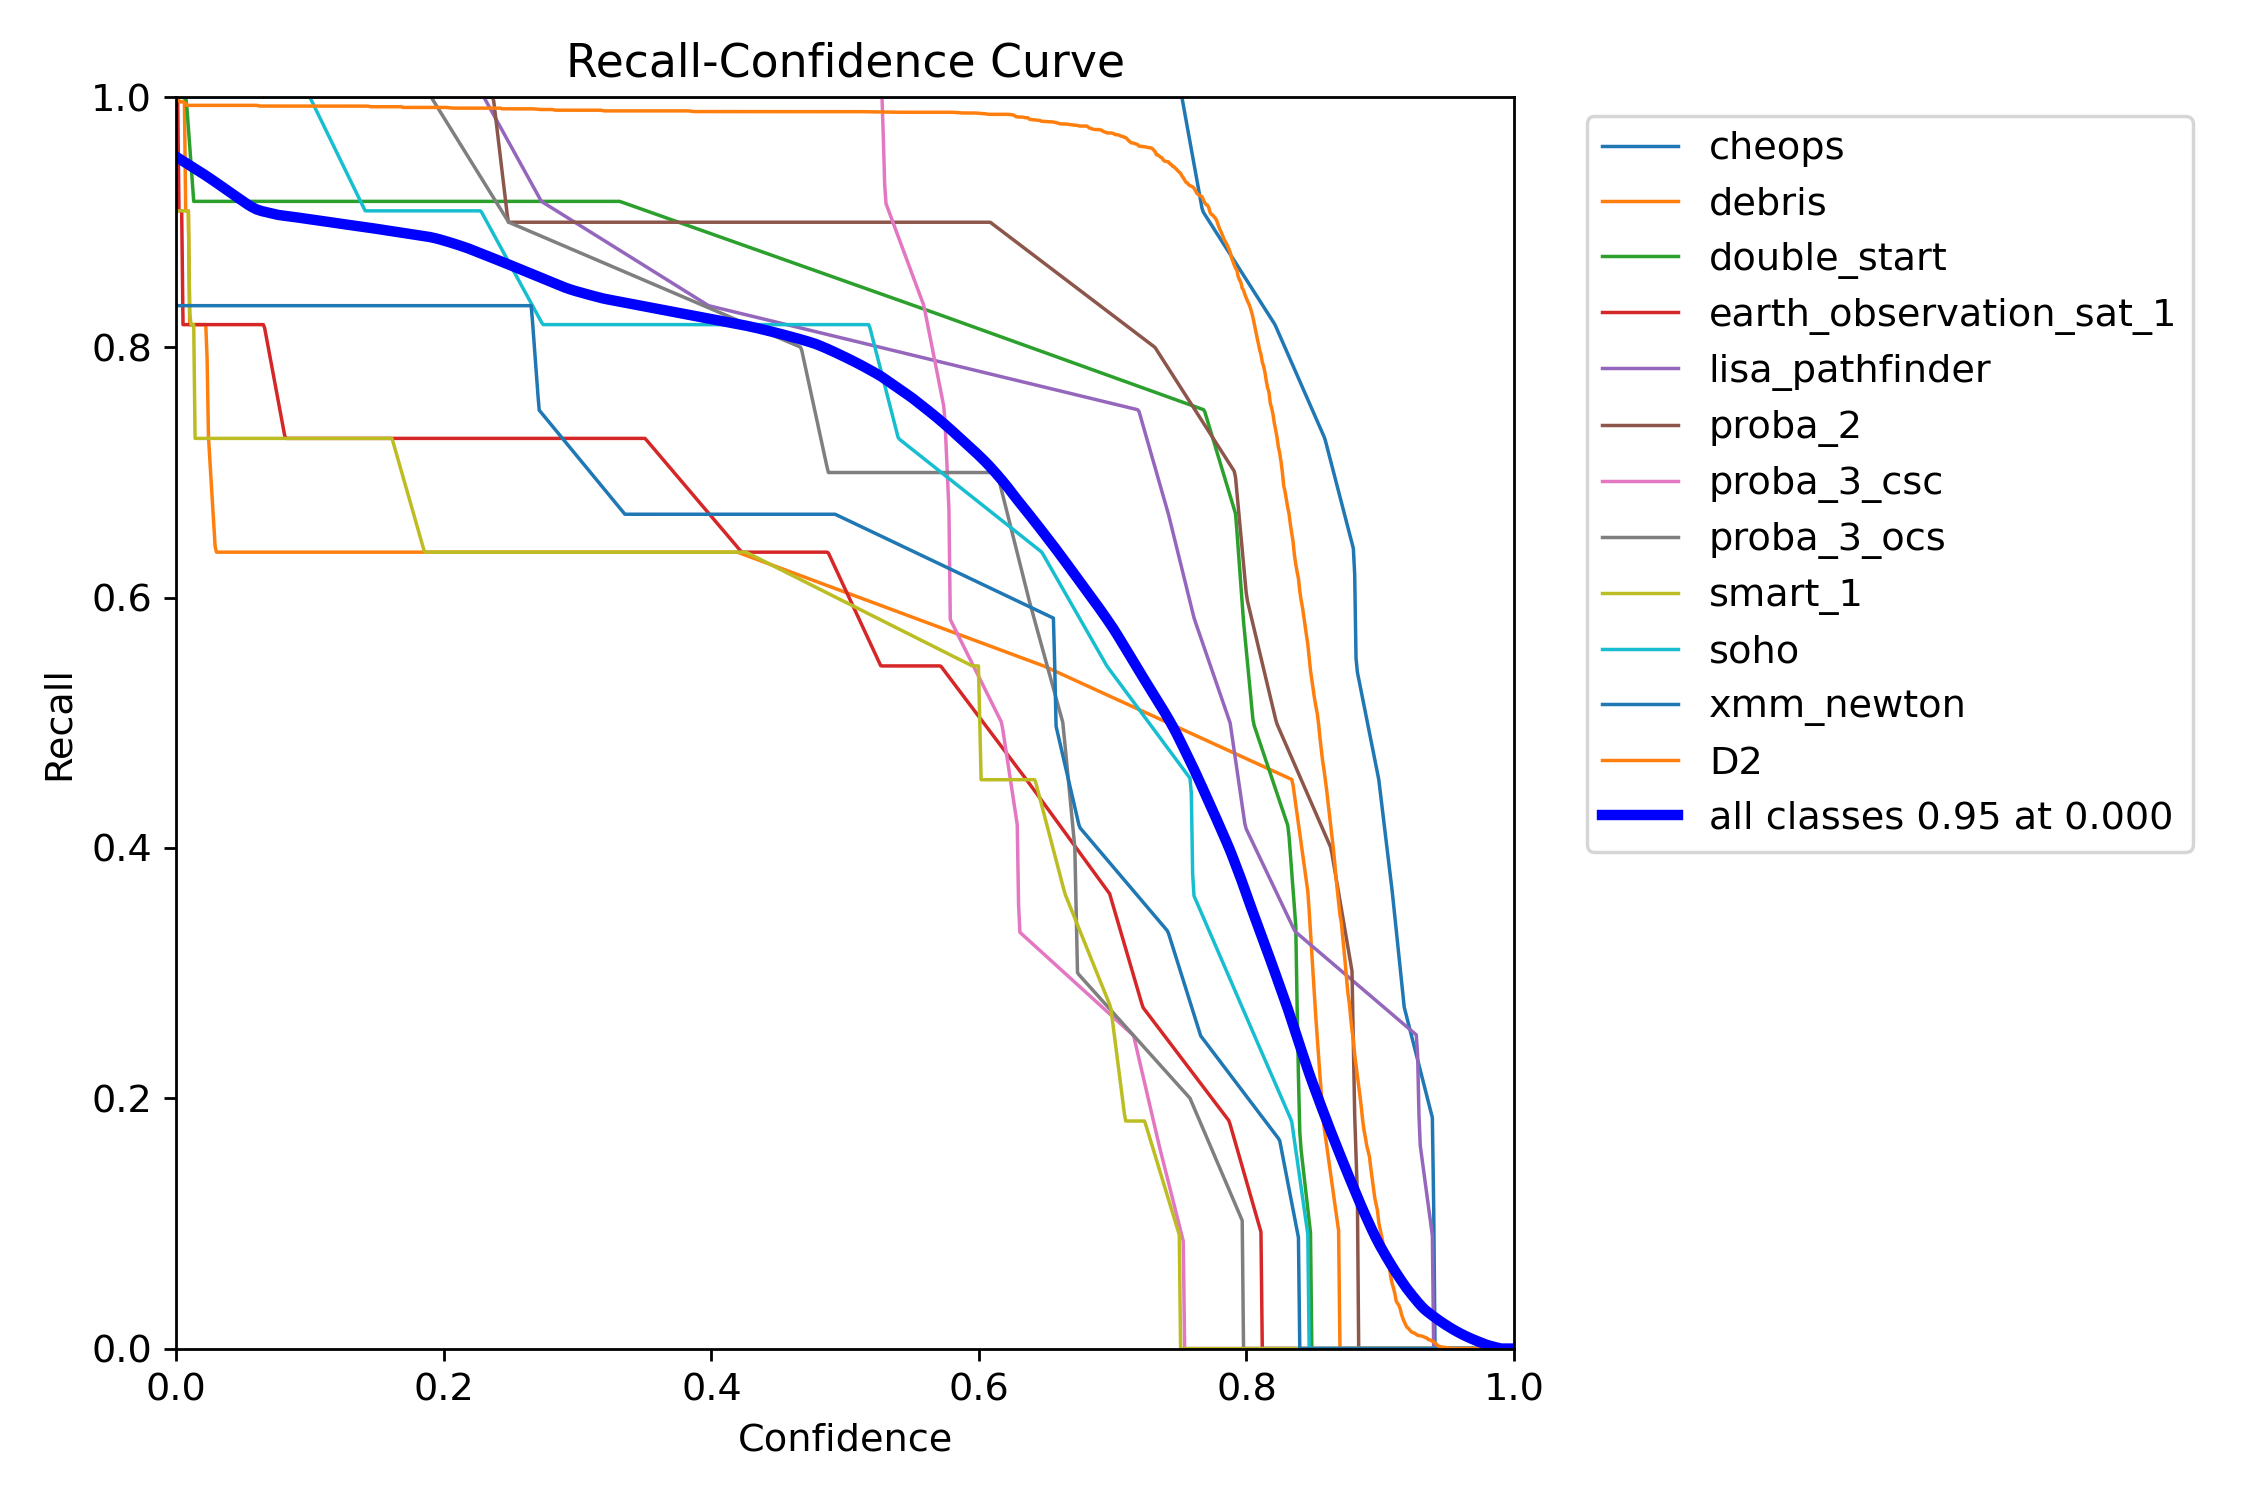 Recall-Confidence Curve
Recall
1.0
0.8
0.6
0.4
0.2
0.0
0.0 0.2 0.4 0.6 0.8 1.0
Confidence
cheops
debris
double_start
earth_observation_sat_1
lisa_pathfinder
proba_2
proba_3_csc
proba_3_ocs
smart_1
soho
xmm_newton
D2
all classes 0.95 at 0.000